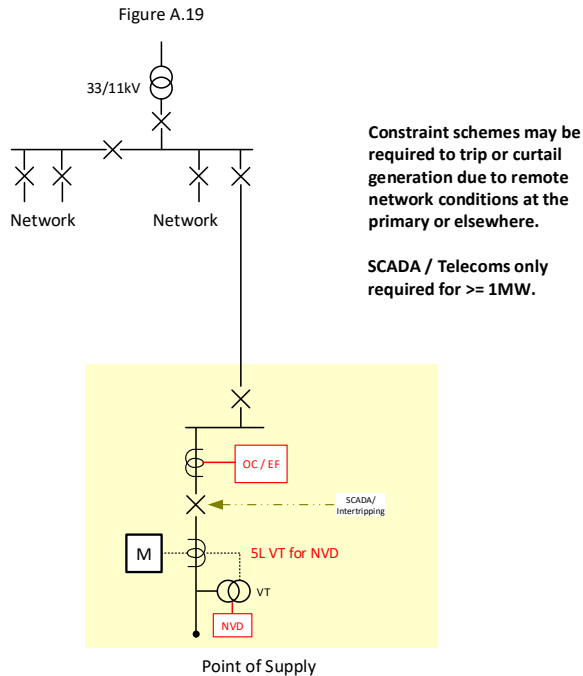 Figure A.19
33/11kV
Constraint schemes may be
required to trip or curtail
generation due to remote
network conditions at the
primary or elsewhere.
SCADA / Telecoms only
required for >= 1MW.
Network
Network
OC / EF
SCADA/
Intertripping
M
5L VT for NVD
VT
NVD
Point of Supply